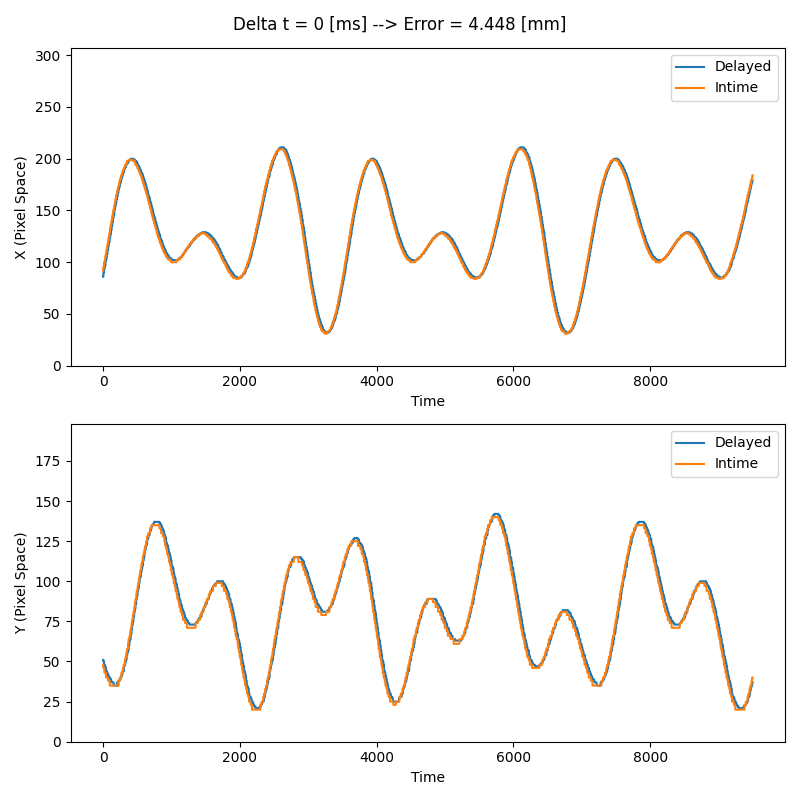 Delta t = 0 [ms] --> Error = 4.448 [mm]
300
250
200
150
100
50
0
X (Pixel Space)
Delayed
Intime
0 2000 4000 6000 8000
Time
175
150
125
100
75
50
25
0
Y (Pixel Space)
Delayed
Intime
0 2000 4000 6000 8000
Time